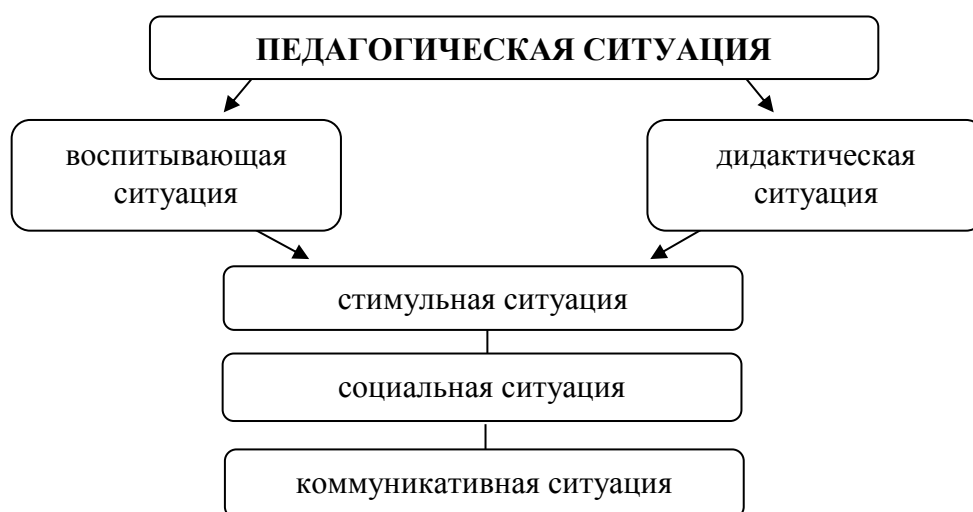 ПЕДАГОГИЧЕСКАЯ СИТУАЦИЯ
воспитывающая
ситуация
дидактическая
ситуация
стимульная ситуация
социальная ситуация
коммуникативная ситуация